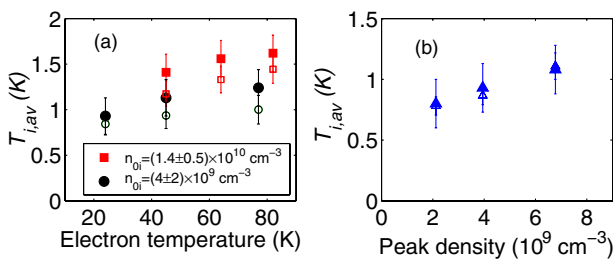 (a)
T_{i,av} (K)
2
1.5
1
0.5
0
n_{0i}=(1.4±0.5)×10^{10} cm^{-3}
n_{0i}=(4±2)×10^9 cm^{-3}
20 40 60 80
Electron temperature (K)
(b)
T_{i,av} (K)
1.5
1
0.5
0
0 2 4 6 8
Peak density (10^9 cm^{-3})